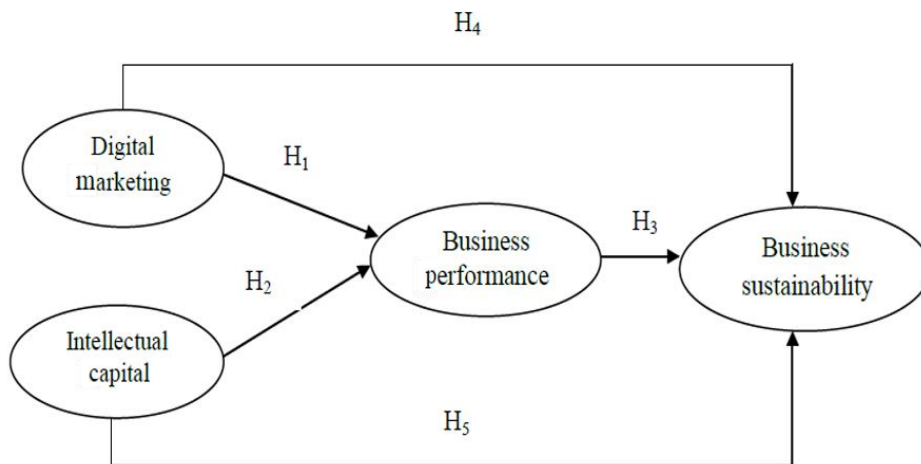 H₄
Digital
marketing
H₁
Business
performance
H₃
Business
sustainability
H₂
Intellectual
capital
H₅